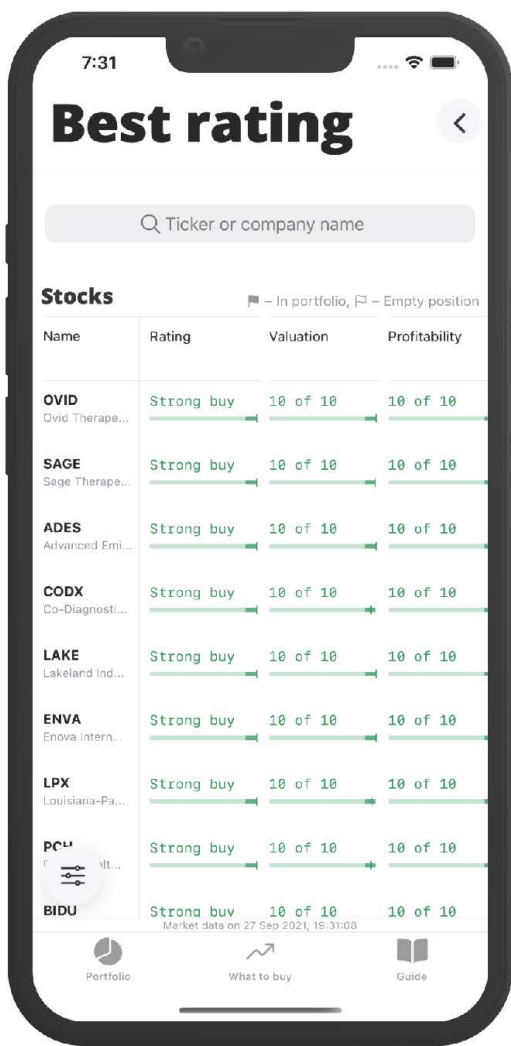 7:31
Best rating
Ticker or company name
Stocks – In portfolio, – Empty position
Name Rating Valuation Profitability
OVID Strong buy 10 of 10 10 of 10
Ovid Therape...
SAGE Strong buy 10 of 10 10 of 10
Sage Therape...
ADES Strong buy 10 of 10 10 of 10
Advanced Emi...
CODX Strong buy 10 of 10 10 of 10
Co-Diagnosti...
LAKE Strong buy 10 of 10 10 of 10
Lakeland Ind...
ENVA Strong buy 10 of 10 10 of 10
Enova Intern...
LPX Strong buy 10 of 10 10 of 10
Louisiana-Pa...
Strong buy 10 of 10 10 of 10
BIDU Strong buy 10 of 10 10 of 10
Market data on 27 Sep 2021, 19:31:08
Portfolio What to buy Guide